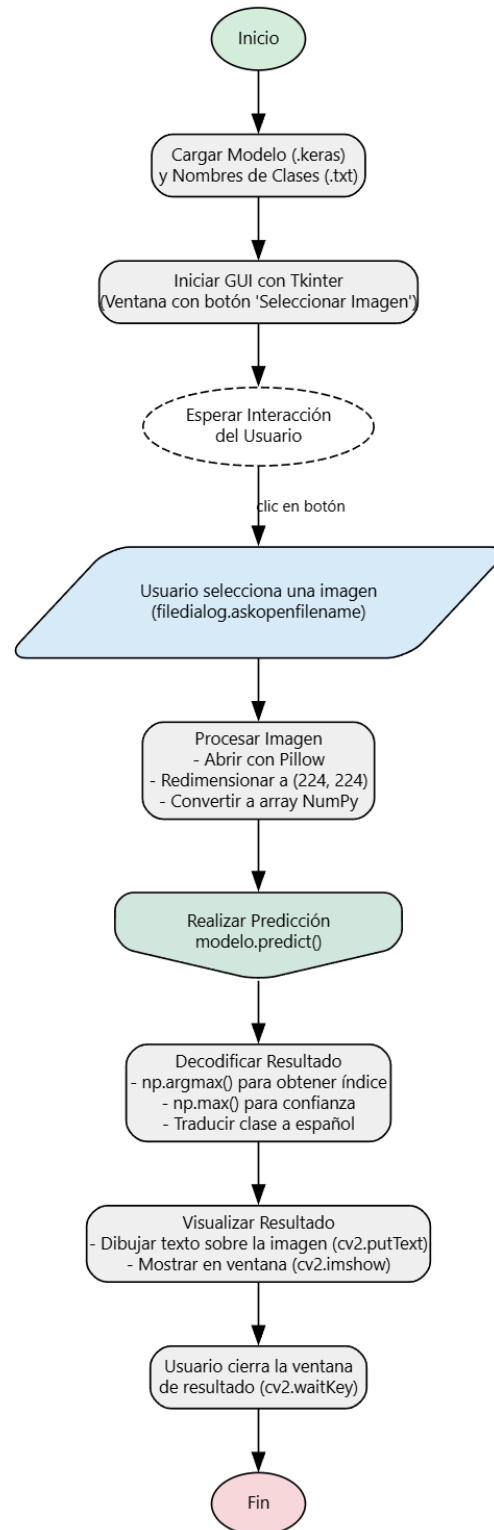 Inicio
Cargar Modelo (.keras)
y Nombres de Clases (.txt)
Iniciar GUI con Tkinter
(Ventana con botón 'Seleccionar Imagen')
Esperar Interacción
del Usuario
clic en botón
Usuario selecciona una imagen
(filedialog.askopenfilename)
Procesar Imagen
- Abrir con Pillow
- Redimensionar a (224, 224)
- Convertir a array NumPy
Realizar Predicción
modelo.predict()
Decodificar Resultado
- np.argmax() para obtener índice
- np.max() para confianza
- Traducir clase a español
Visualizar Resultado
- Dibujar texto sobre la imagen (cv2.putText)
- Mostrar en ventana (cv2.imshow)
Usuario cierra la ventana
de resultado (cv2.waitKey)
Fin